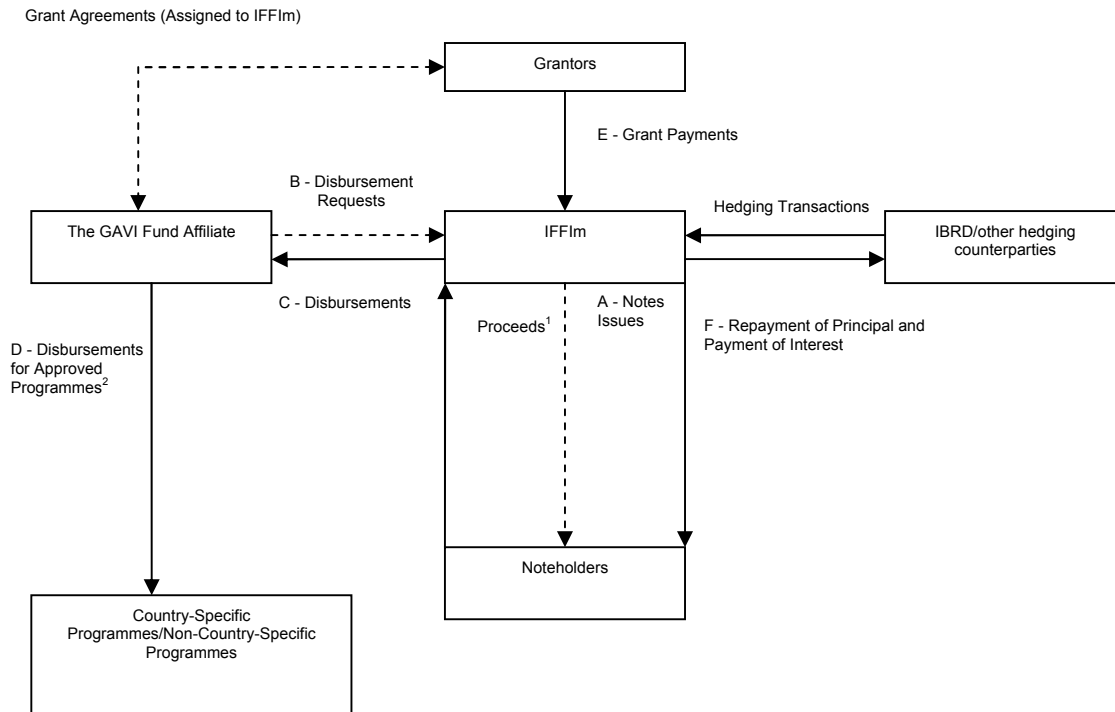 Grant Agreements (Assigned to IFFIm)
Grantors
E - Grant Payments
B - Disbursement
Requests
Hedging Transactions
The GAVI Fund Affiliate
IFFIm
IBRD/other hedging
counterparties
C - Disbursements
A - Notes
Issues
Proceeds¹
F - Repayment of Principal and
Payment of Interest
D - Disbursements
for Approved
Programmes²
Noteholders
Country-Specific
Programmes/Non-Country-Specific
Programmes